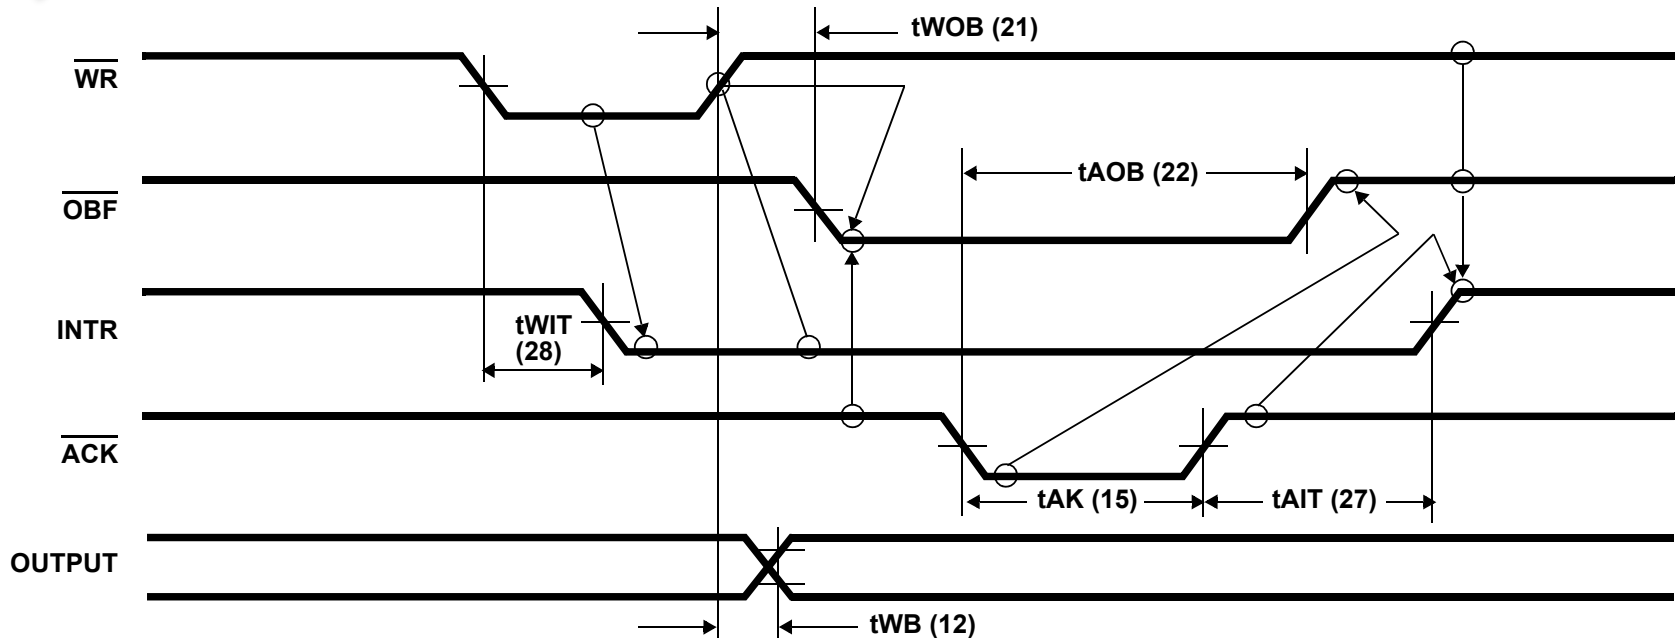 tWOB (21)
WR
tAOB (22)
OBF
tWIT
(28)
INTR
ACK
tAK (15)
tAIT (27)
OUTPUT
tWB (12)